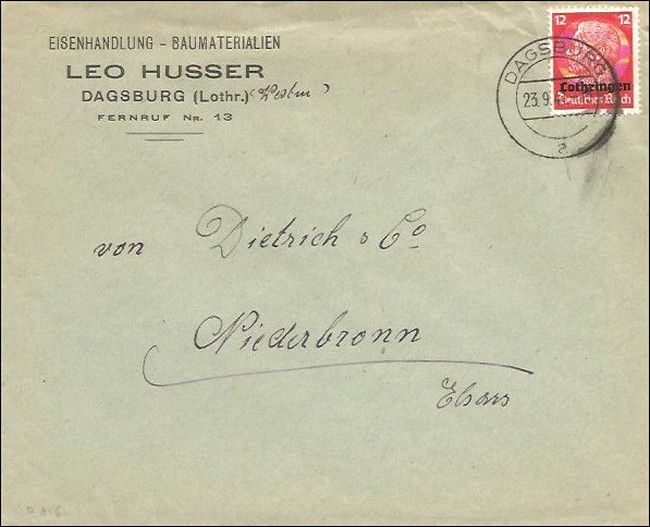 EISENHANDLUNG - BAUMATERIALIEN
LEO HUSSER
DAGSBURG (Lothr.)
FERNRUF Nr. 13
12 12
Lothringen
Deutsches Reich
DAGSBURG
23.9.
a
von Dietrich & Co
Niederbronn
Elsass